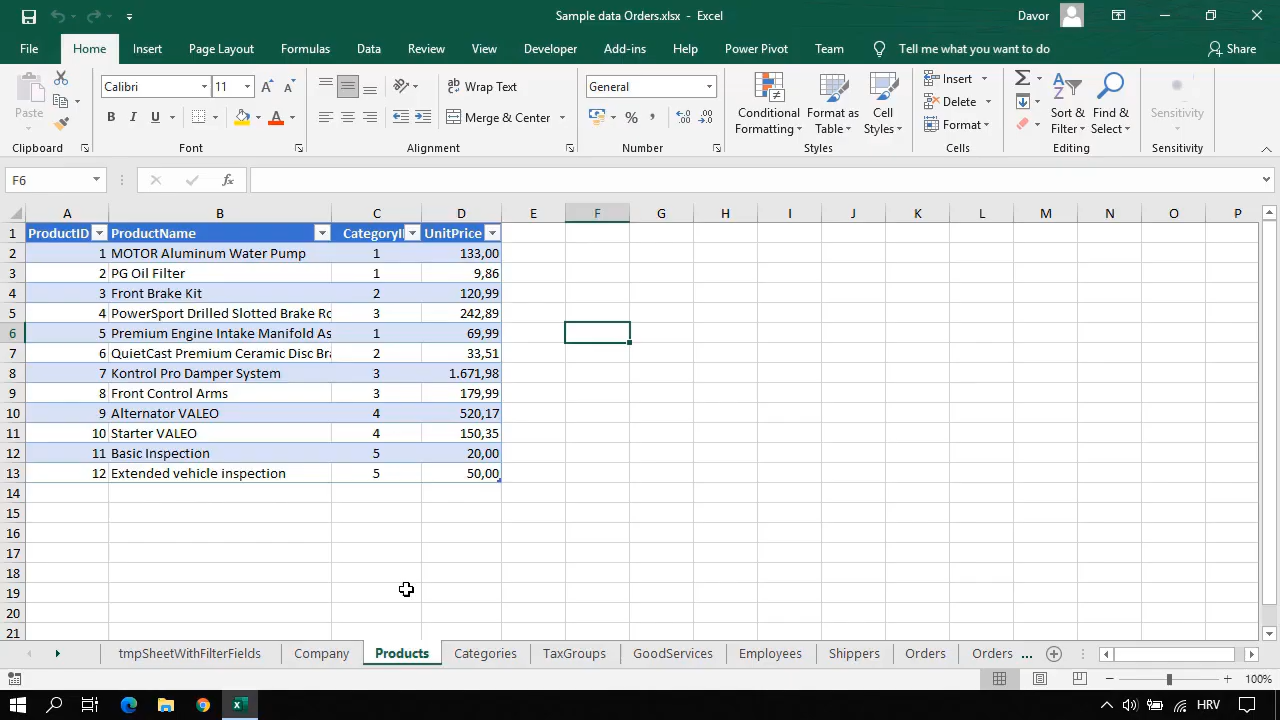 Sample data Orders.xlsx - Excel
Davor
File Home Insert Page Layout Formulas Data Review View Developer Add-ins Help Power Pivot Team Tell me what you want to do Share
Paste
Calibri 11
B I U
Wrap Text
Merge & Center
General
Conditional Formatting
Format as Table
Cell Styles
Insert
Delete
Format
Sort & Filter
Find & Select
Sensitivity
Clipboard Font Alignment Number Styles Cells Editing Sensitivity
F6
fx
A B C D E F G H I J K L M N O P
1 ProductID ProductName CategoryI UnitPrice
2 1 MOTOR Aluminum Water Pump 1 133,00
3 2 PG Oil Filter 1 9,86
4 3 Front Brake Kit 2 120,99
5 4 PowerSport Drilled Slotted Brake Ro 3 242,89
6 5 Premium Engine Intake Manifold As 1 69,99
7 6 QuietCast Premium Ceramic Disc Bra 2 33,51
8 7 Kontrol Pro Damper System 3 1.671,98
9 8 Front Control Arms 3 179,99
10 9 Alternator VALEO 4 520,17
11 10 Starter VALEO 4 150,35
12 11 Basic Inspection 5 20,00
13 12 Extended vehicle inspection 5 50,00
14
15
16
17
18
19
20
21
tmpSheetWithFilterFields Company Products Categories TaxGroups GoodServices Employees Shippers Orders Orders ...
100%
HRV